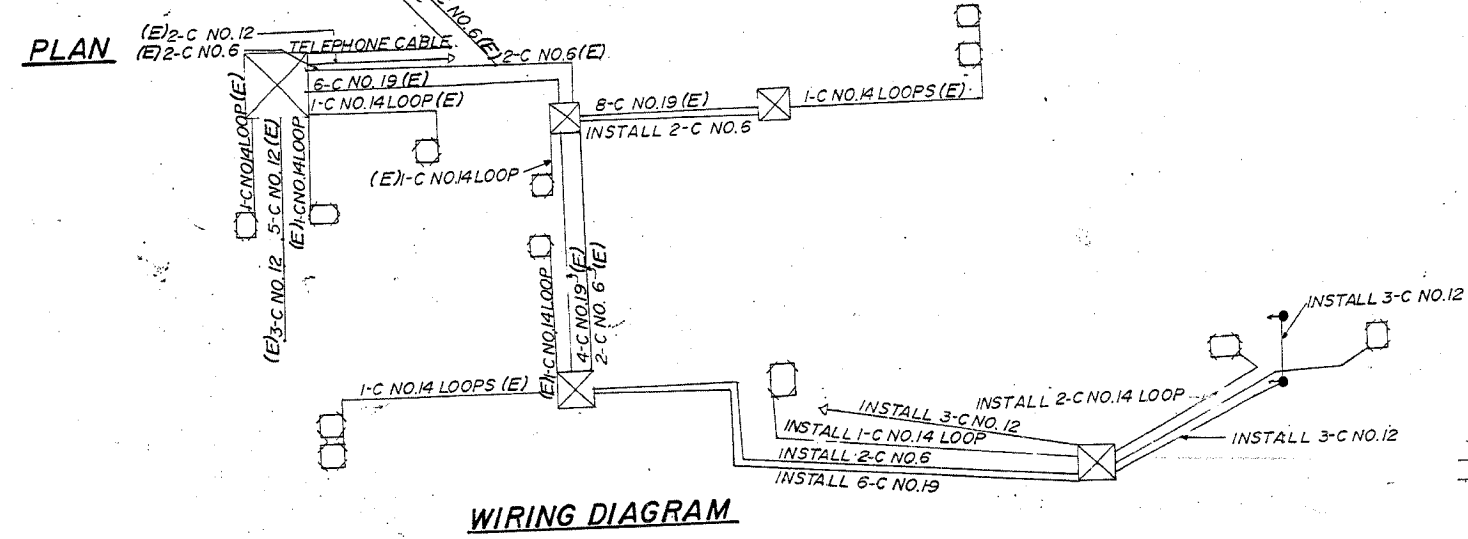 PLAN
(E)2-C NO.12
(E)2-C NO.6
TELEPHONE CABLE
NO.6(E)
2-C NO.6(E)
6-C NO.19(E)
1-C NO.14 LOOP(E)
1-C NO.14 LOOP(E)
5-C NO.12(E)
(E)3-C NO.12
(E)1-C NO.14 LOOP
(E)1-C NO.14 LOOP
8-C NO.19(E)
INSTALL 2-C NO.6
1-C NO.14 LOOPS(E)
(E)1-C NO.14 LOOP
4-C NO.19(E)
2-C NO.6(E)
1-C NO.14 LOOPS(E)
INSTALL 3-C NO.12
INSTALL 2-C NO.14 LOOP
INSTALL 3-C NO.12
INSTALL 3-C NO.12
INSTALL 1-C NO.14 LOOP
INSTALL 2-C NO.6
INSTALL 6-C NO.19
WIRING DIAGRAM